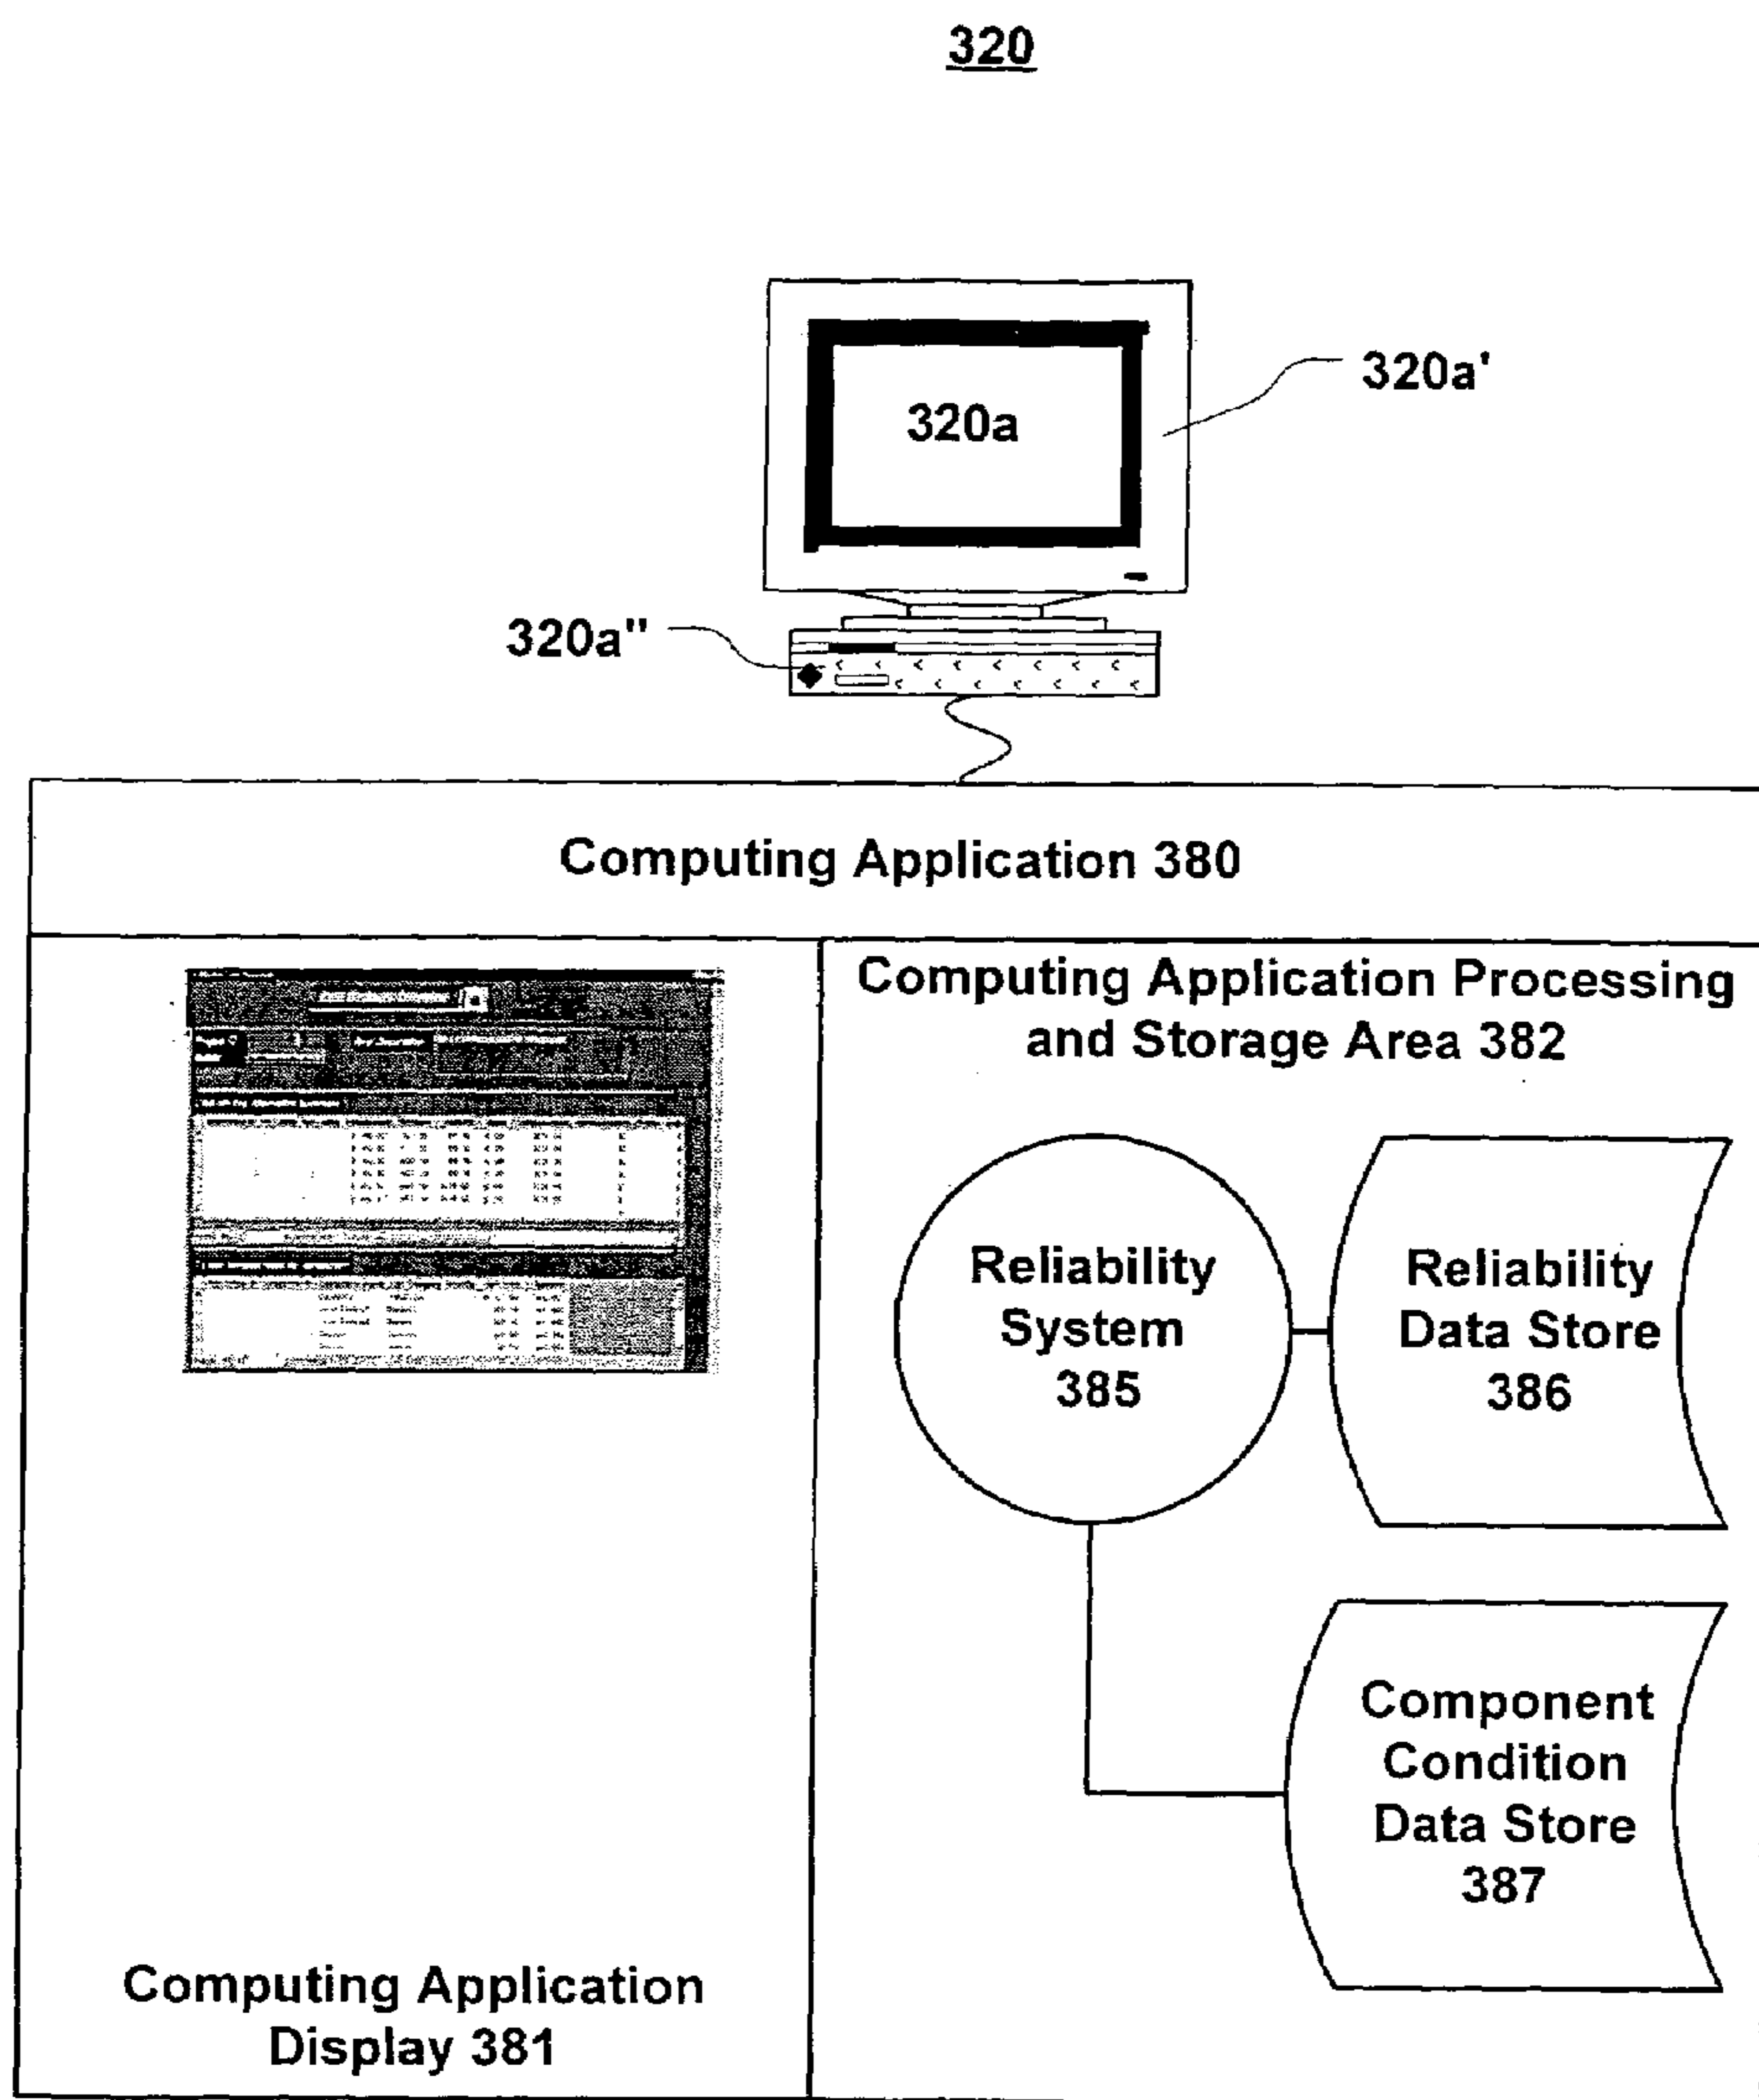 320
320a
320a'
320a"
Computing Application 380
Computing Application Processing
and Storage Area 382
Reliability
System
385
Reliability
Data Store
386
Component
Condition
Data Store
387
Computing Application
Display 381